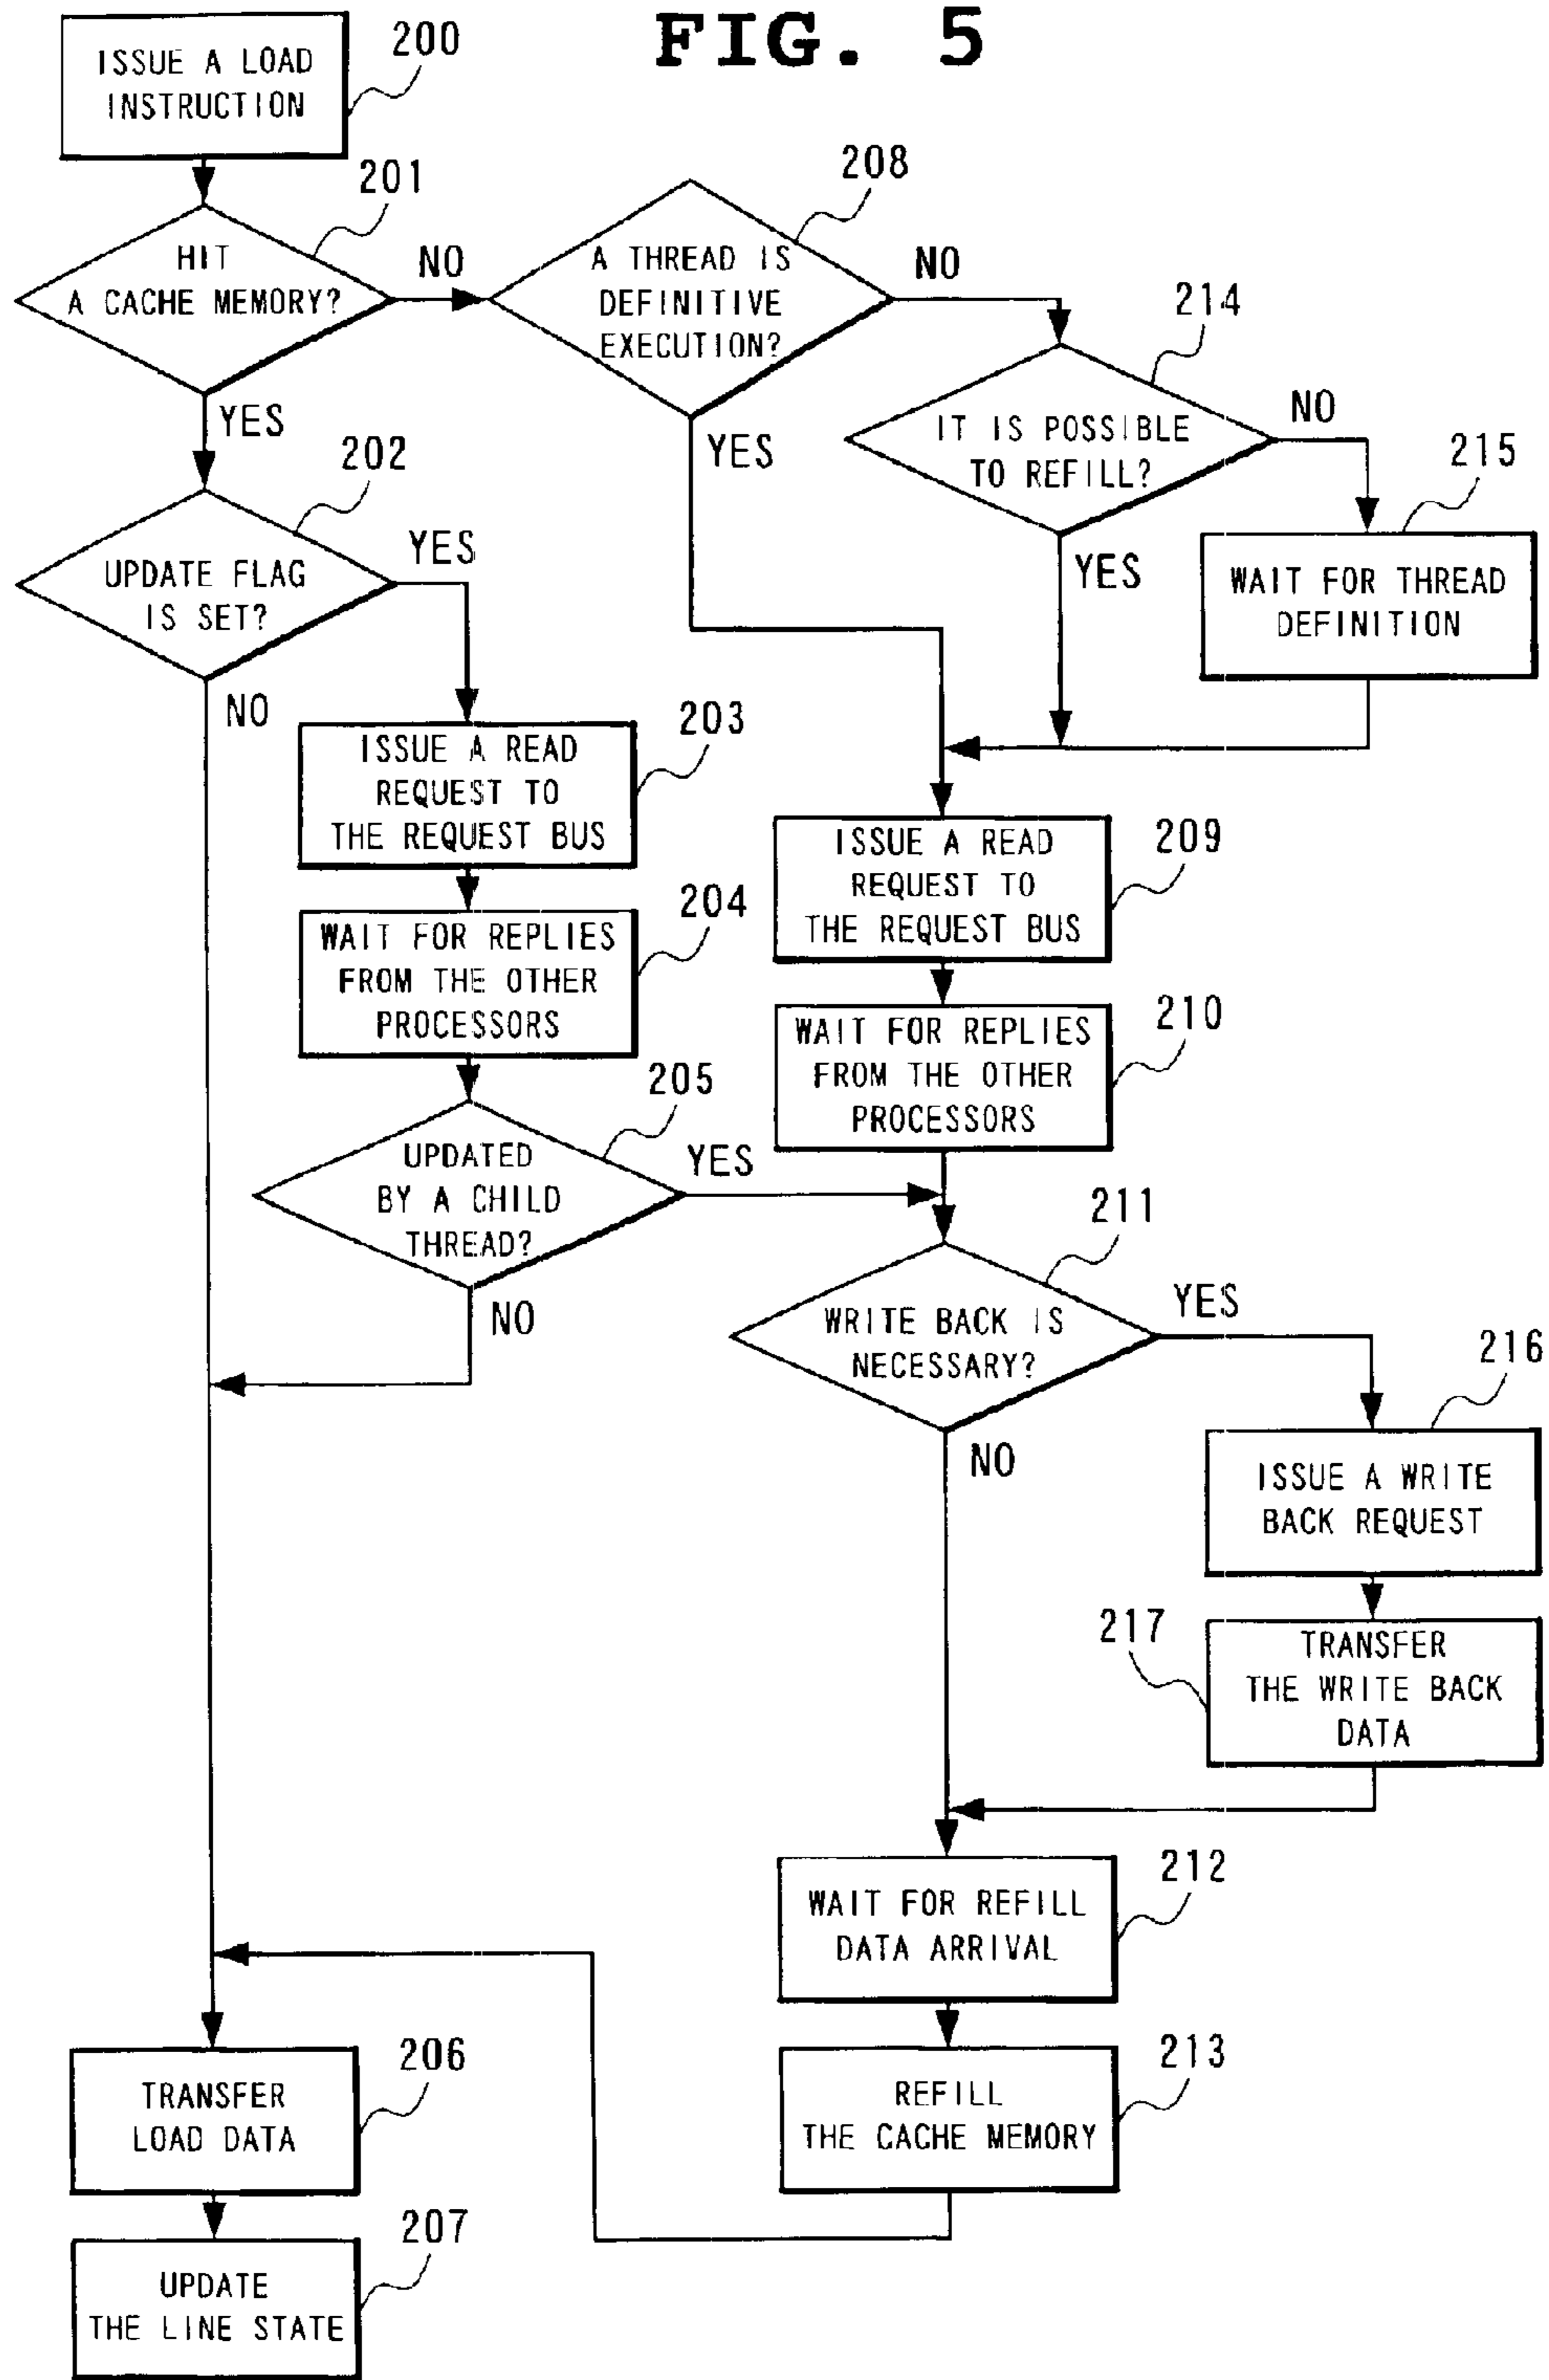 FIG. 5
ISSUE A LOAD
INSTRUCTION
200
HIT
A CACHE MEMORY?
201
NO
YES
A THREAD IS
DEFINITIVE
EXECUTION?
208
NO
YES
IT IS POSSIBLE
TO REFILL?
214
NO
YES
WAIT FOR THREAD
DEFINITION
215
UPDATE FLAG
IS SET?
202
YES
NO
ISSUE A READ
REQUEST TO
THE REQUEST BUS
203
WAIT FOR REPLIES
FROM THE OTHER
PROCESSORS
204
UPDATED
BY A CHILD
THREAD?
205
YES
NO
ISSUE A READ
REQUEST TO
THE REQUEST BUS
209
WAIT FOR REPLIES
FROM THE OTHER
PROCESSORS
210
WRITE BACK IS
NECESSARY?
211
YES
NO
ISSUE A WRITE
BACK REQUEST
216
TRANSFER
THE WRITE BACK
DATA
217
WAIT FOR REFILL
DATA ARRIVAL
212
REFILL
THE CACHE MEMORY
213
TRANSFER
LOAD DATA
206
UPDATE
THE LINE STATE
207